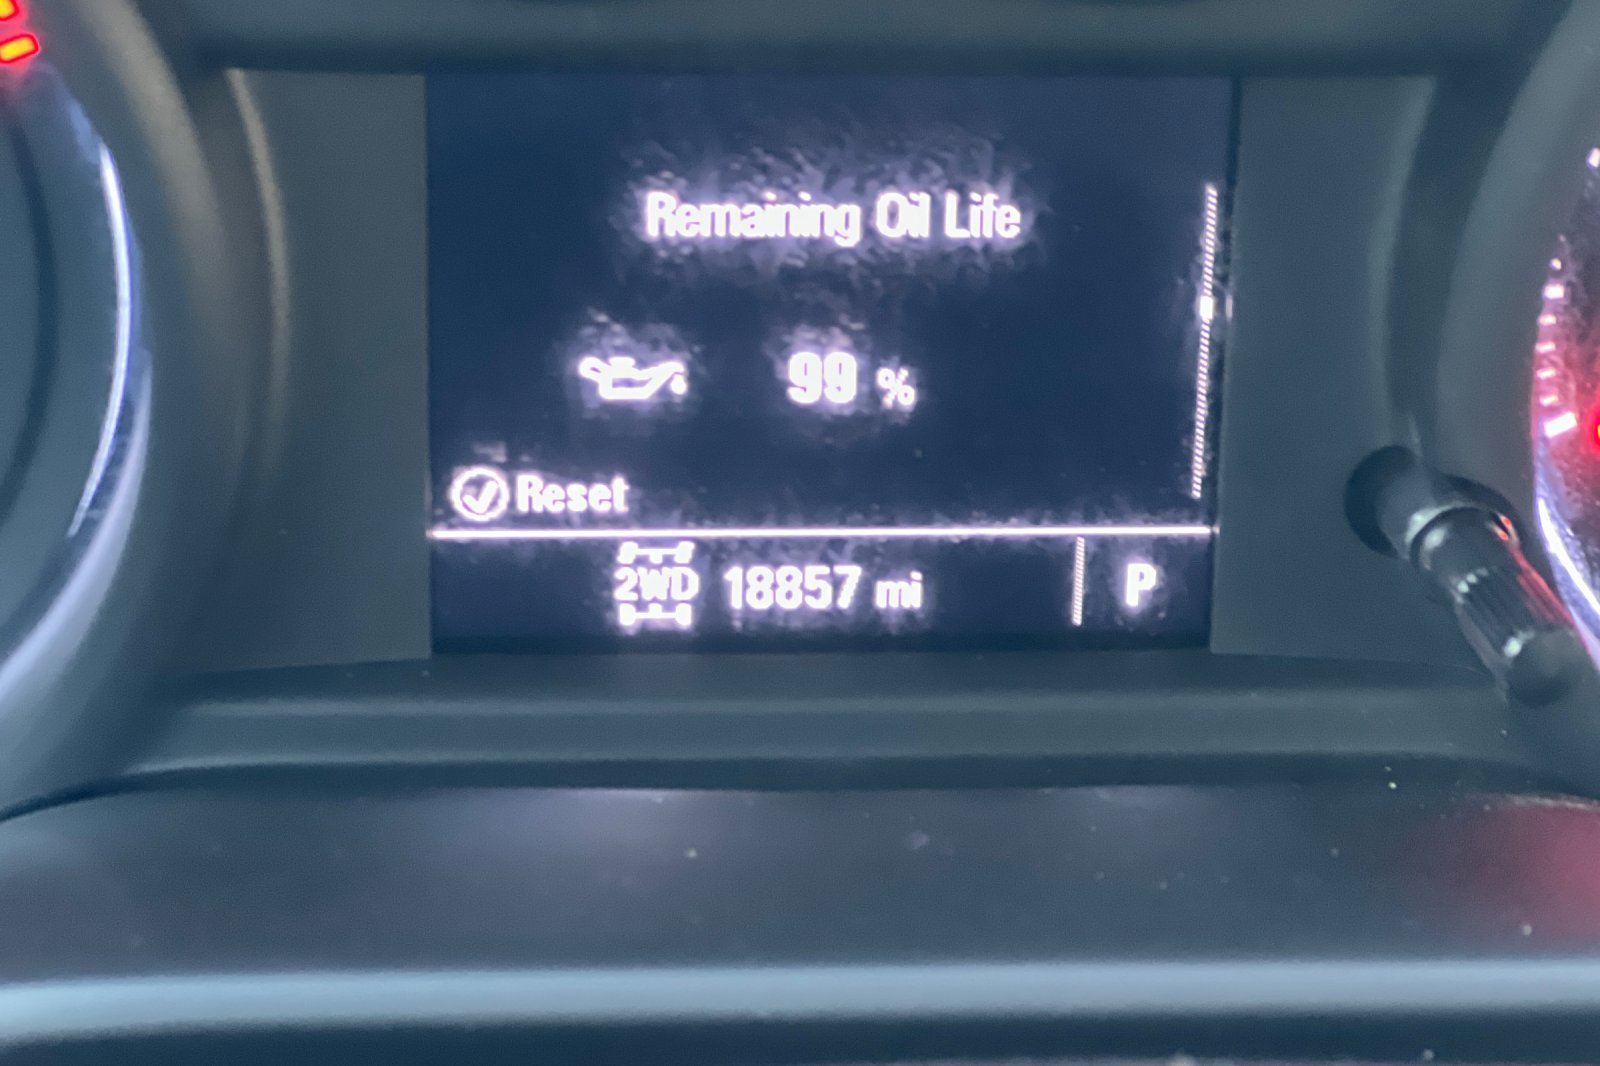 Remaining Oil Life
99 %
Reset
2WD 18857 mi P